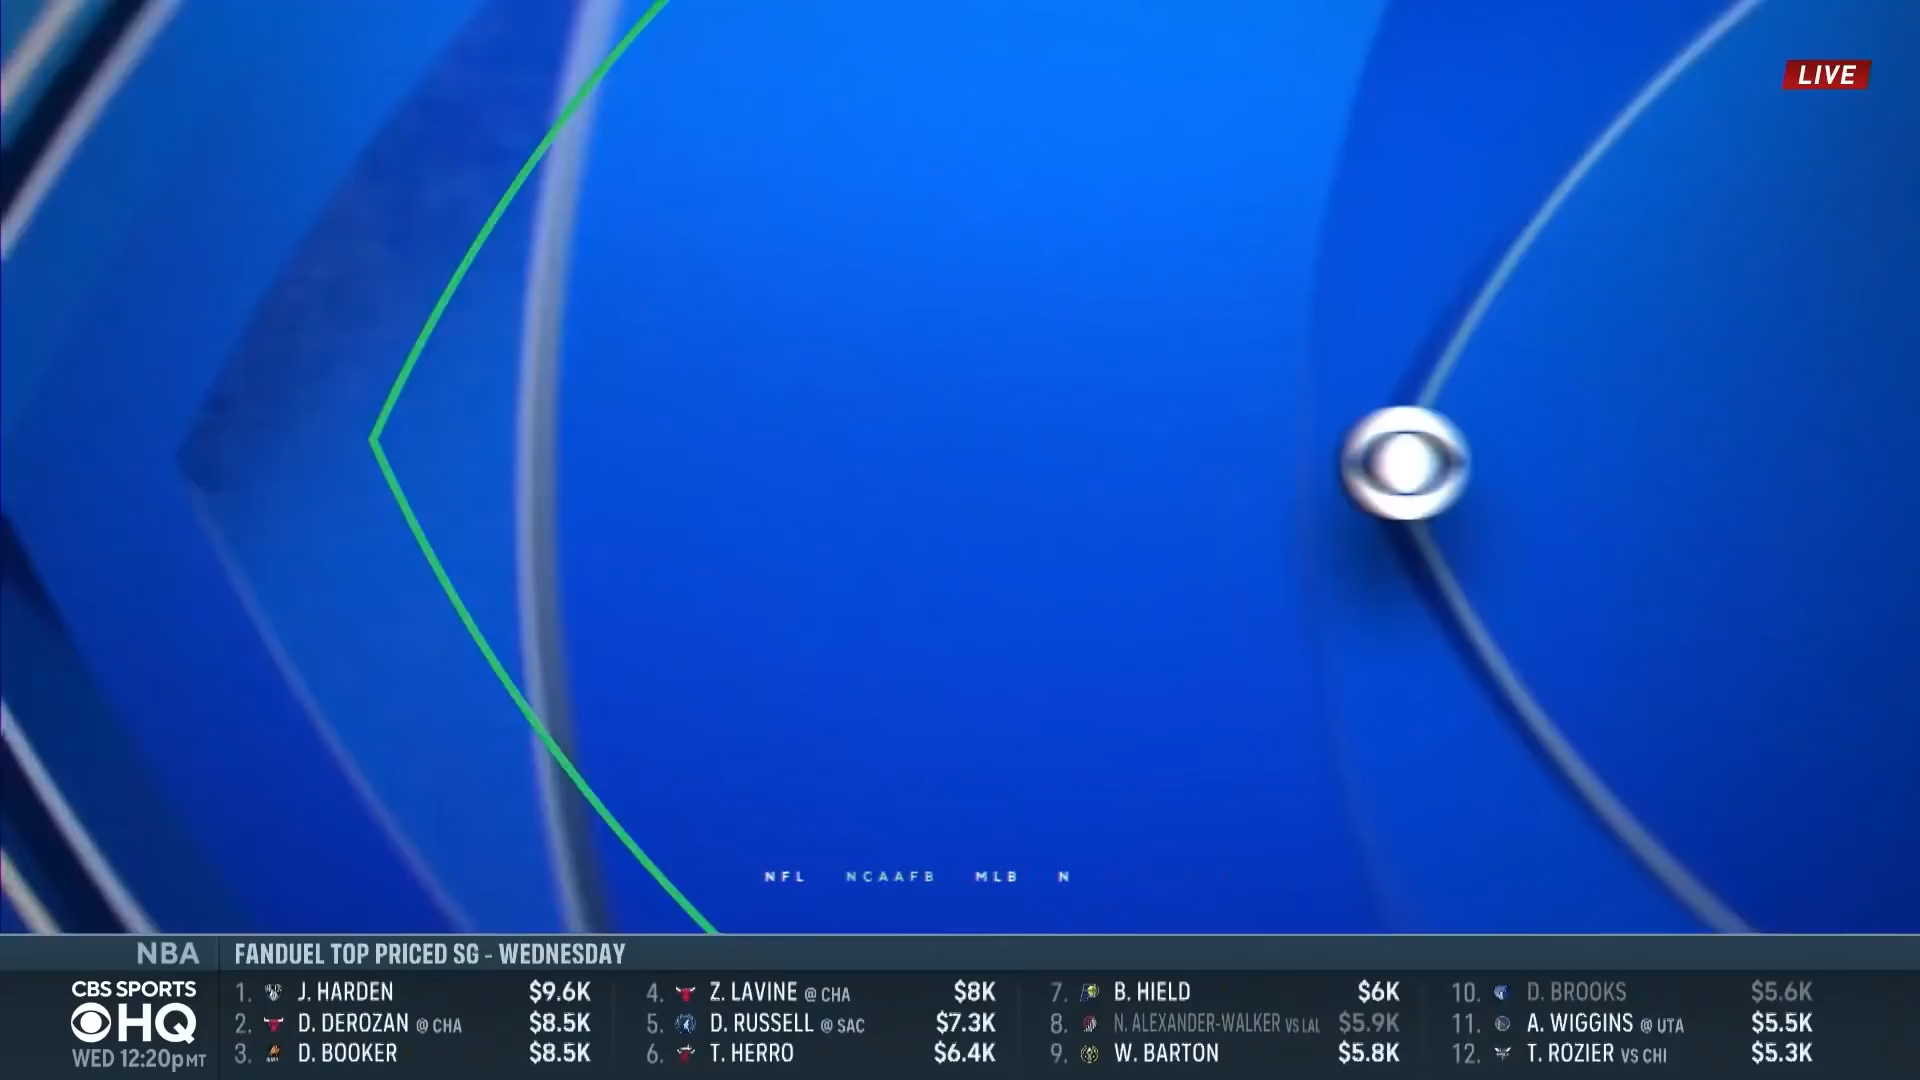 LIVE
NFL NCAAFB MLB N
NBA FANDUEL TOP PRICED SG - WEDNESDAY
CBS SPORTS
HQ
WED 12:20pMT
1. J. HARDEN $9.6K
2. D. DEROZAN @ CHA $8.5K
3. D. BOOKER $8.5K
4. Z. LAVINE @ CHA $8K
5. D. RUSSELL @ SAC $7.3K
6. T. HERRO $6.4K
7. B. HIELD $6K
8. N. ALEXANDER-WALKER VS LAL $5.9K
9. W. BARTON $5.8K
10. D. BROOKS $5.6K
11. A. WIGGINS @ UTA $5.5K
12. T. ROZIER VS CHI $5.3K